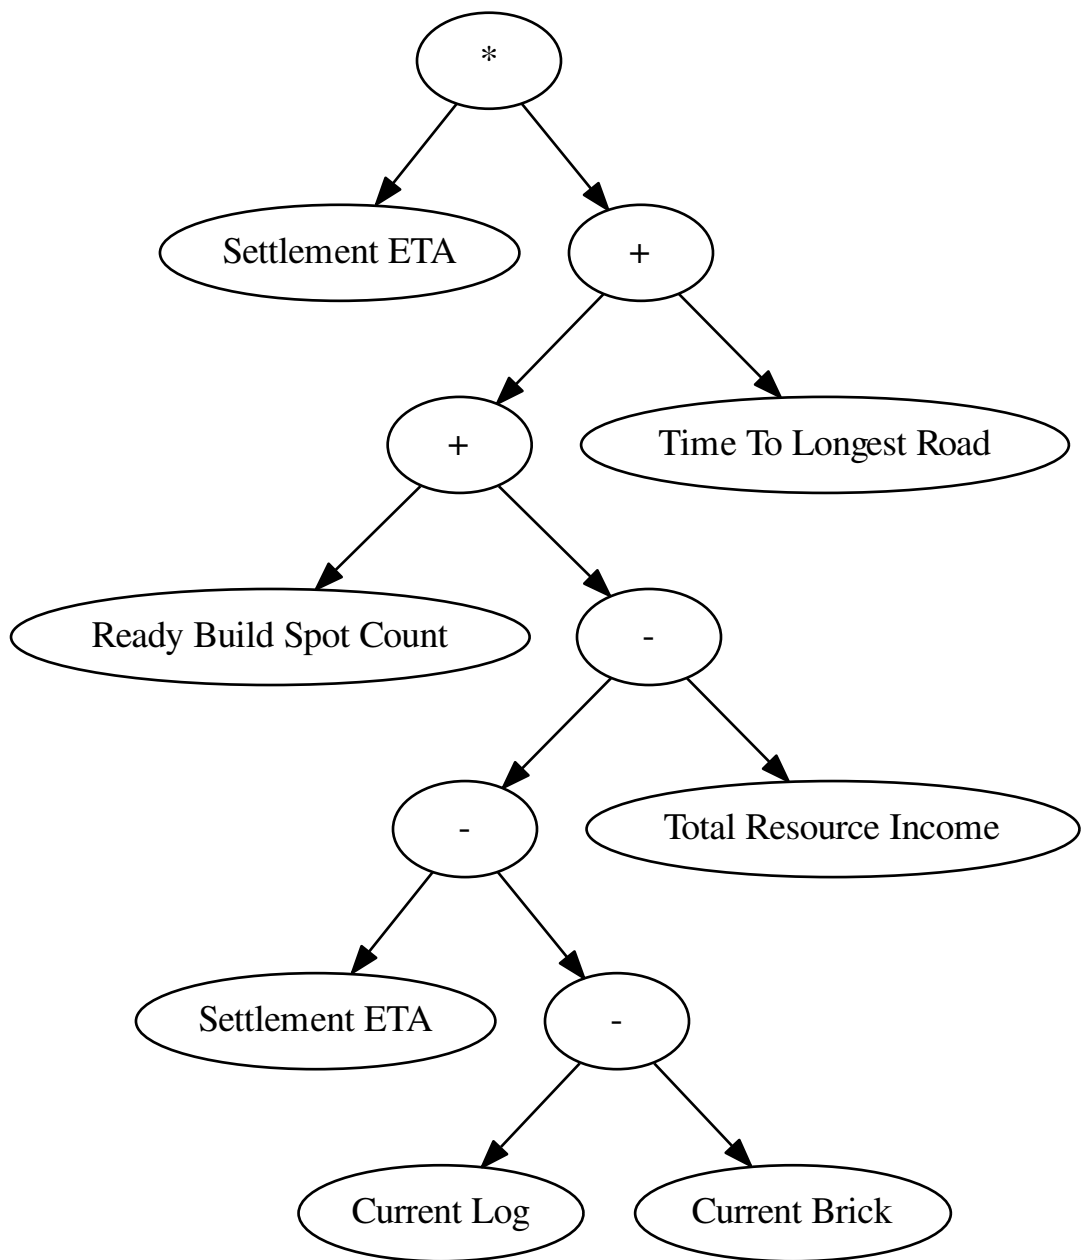 *
Settlement ETA
+
+
Time To Longest Road
Ready Build Spot Count
-
-
Total Resource Income
Settlement ETA
-
Current Log
Current Brick